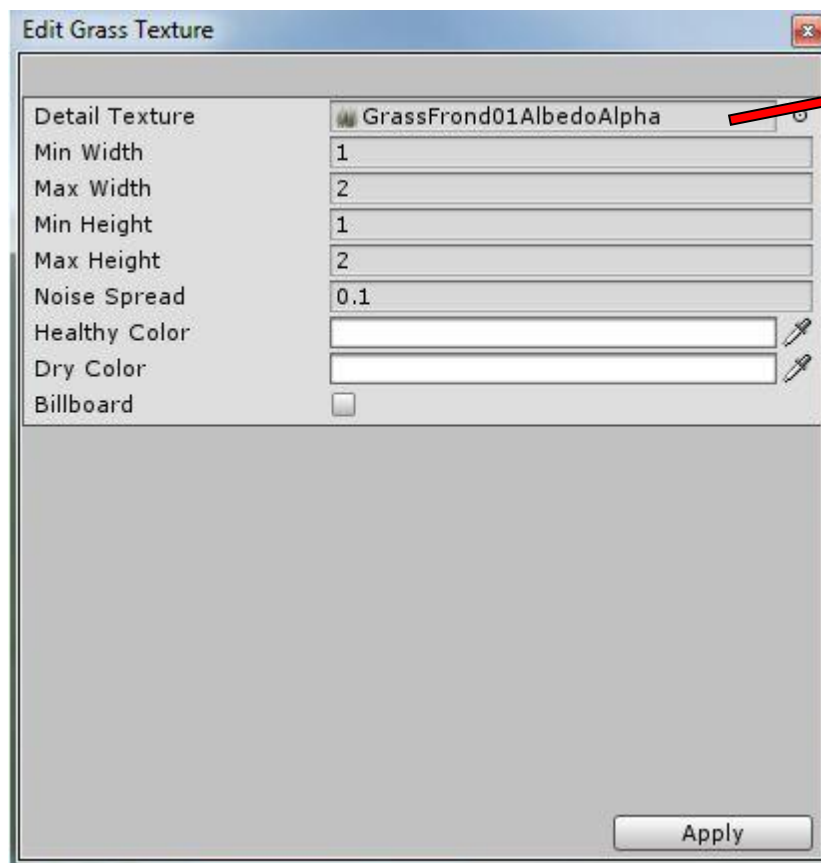 Edit Grass Texture
Detail Texture GrassFrond01AlbedoAlpha
Min Width 1
Max Width 2
Min Height 1
Max Height 2
Noise Spread 0.1
Healthy Color
Dry Color
Billboard
Apply